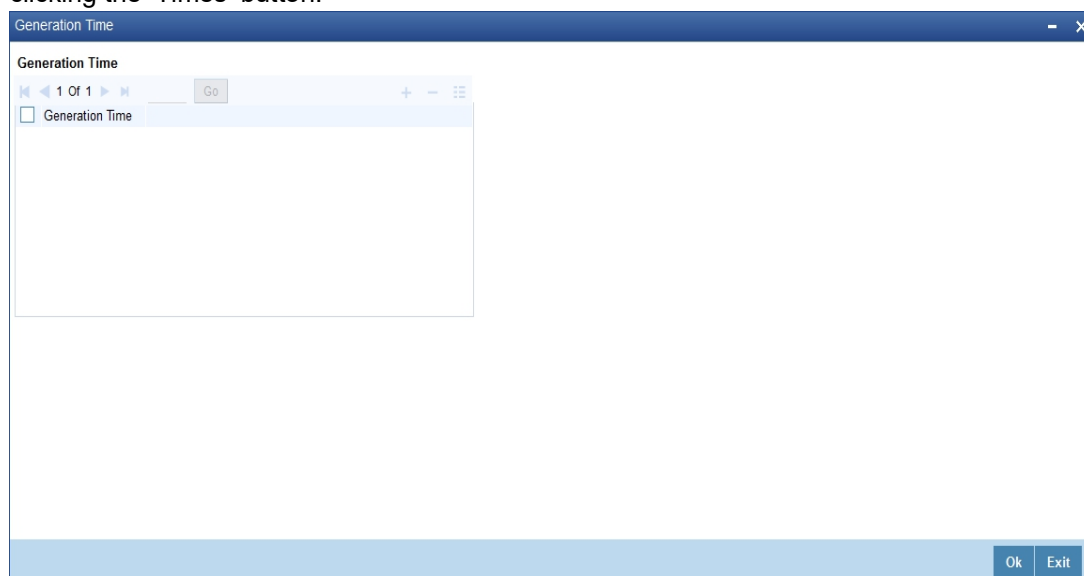 clicking the 'Times' button.
Generation Time
Generation Time
1 Of 1 Go
Generation Time
Ok Exit